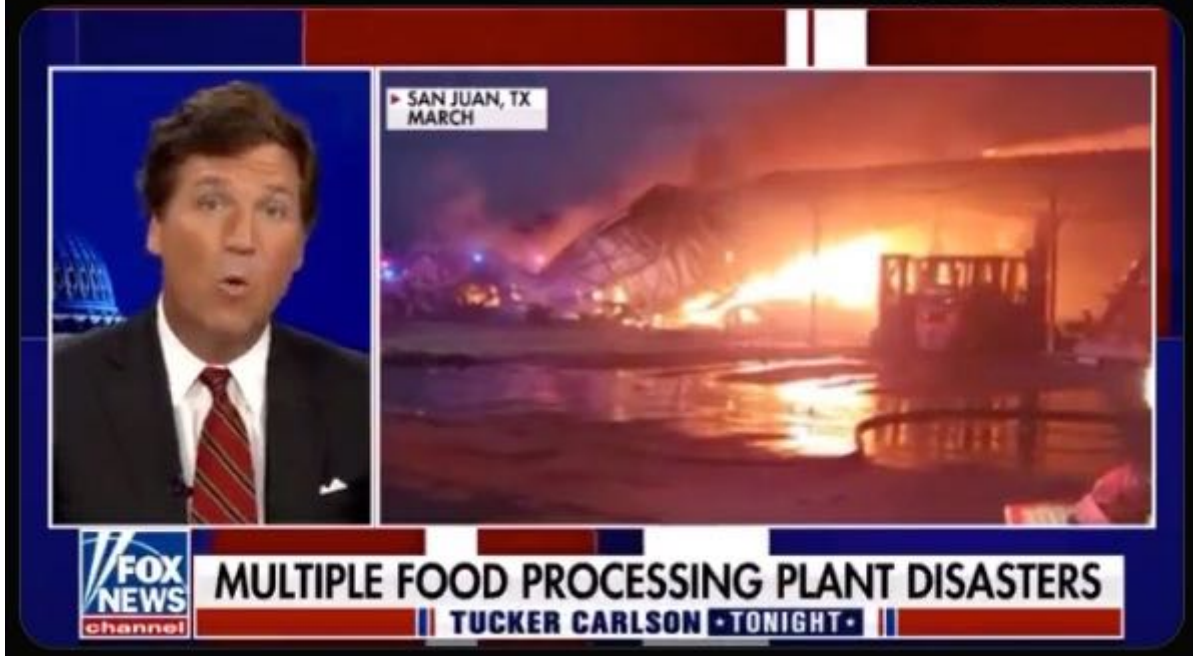 SAN JUAN, TX
MARCH
FOX
NEWS
channel
MULTIPLE FOOD PROCESSING PLANT DISASTERS
TUCKER CARLSON TONIGHT